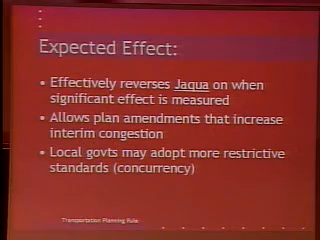 Expected Effect:
• Effectively reverses Jaqua on when
significant effect is measured
• Allows plan amendments that increase
interim congestion
• Local govts may adopt more restrictive
standards (concurrency)
Transportation Planning Rule